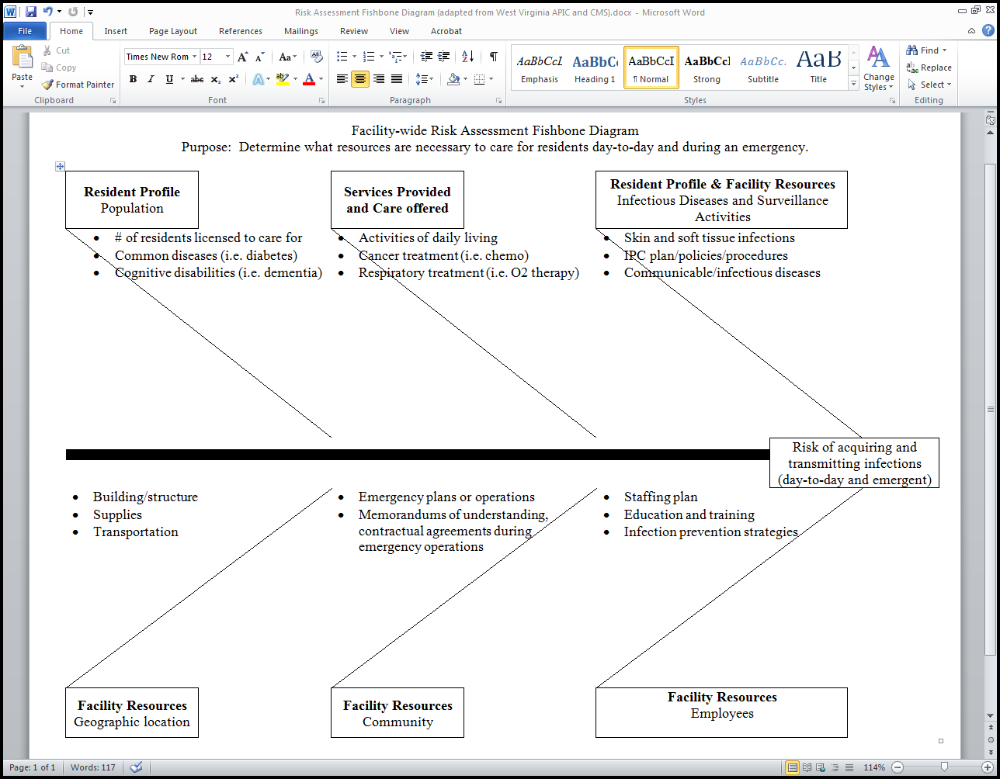 Risk Assessment Fishbone Diagram (adapted from West Virginia APIC and CMS).docx - Microsoft Word
File Home Insert Page Layout References Mailings Review View Acrobat
Paste
Cut
Copy
Format Painter
Clipboard
Times New Rom 12
Font
Paragraph
AaBbCcI AaBbCc AaBbCcI AaBbCcI AaBbCc. AaB
Emphasis Heading 1 ¶ Normal Strong Subtitle Title
Change
Styles
Styles
Find
Replace
Select
Editing
Facility-wide Risk Assessment Fishbone Diagram
Purpose: Determine what resources are necessary to care for residents day-to-day and during an emergency.
Resident Profile
Population
• # of residents licensed to care for
• Common diseases (i.e. diabetes)
• Cognitive disabilities (i.e. dementia)
Services Provided
and Care offered
• Activities of daily living
• Cancer treatment (i.e. chemo)
• Respiratory treatment (i.e. O2 therapy)
Resident Profile & Facility Resources
Infectious Diseases and Surveillance
Activities
• Skin and soft tissue infections
• IPC plan/policies/procedures
• Communicable/infectious diseases
Risk of acquiring and
transmitting infections
(day-to-day and emergent)
• Building/structure
• Supplies
• Transportation
Facility Resources
Geographic location
• Emergency plans or operations
• Memorandums of understanding,
contractual agreements during
emergency operations
Facility Resources
Community
• Staffing plan
• Education and training
• Infection prevention strategies
Facility Resources
Employees
Page: 1 of 1 Words: 117 114%